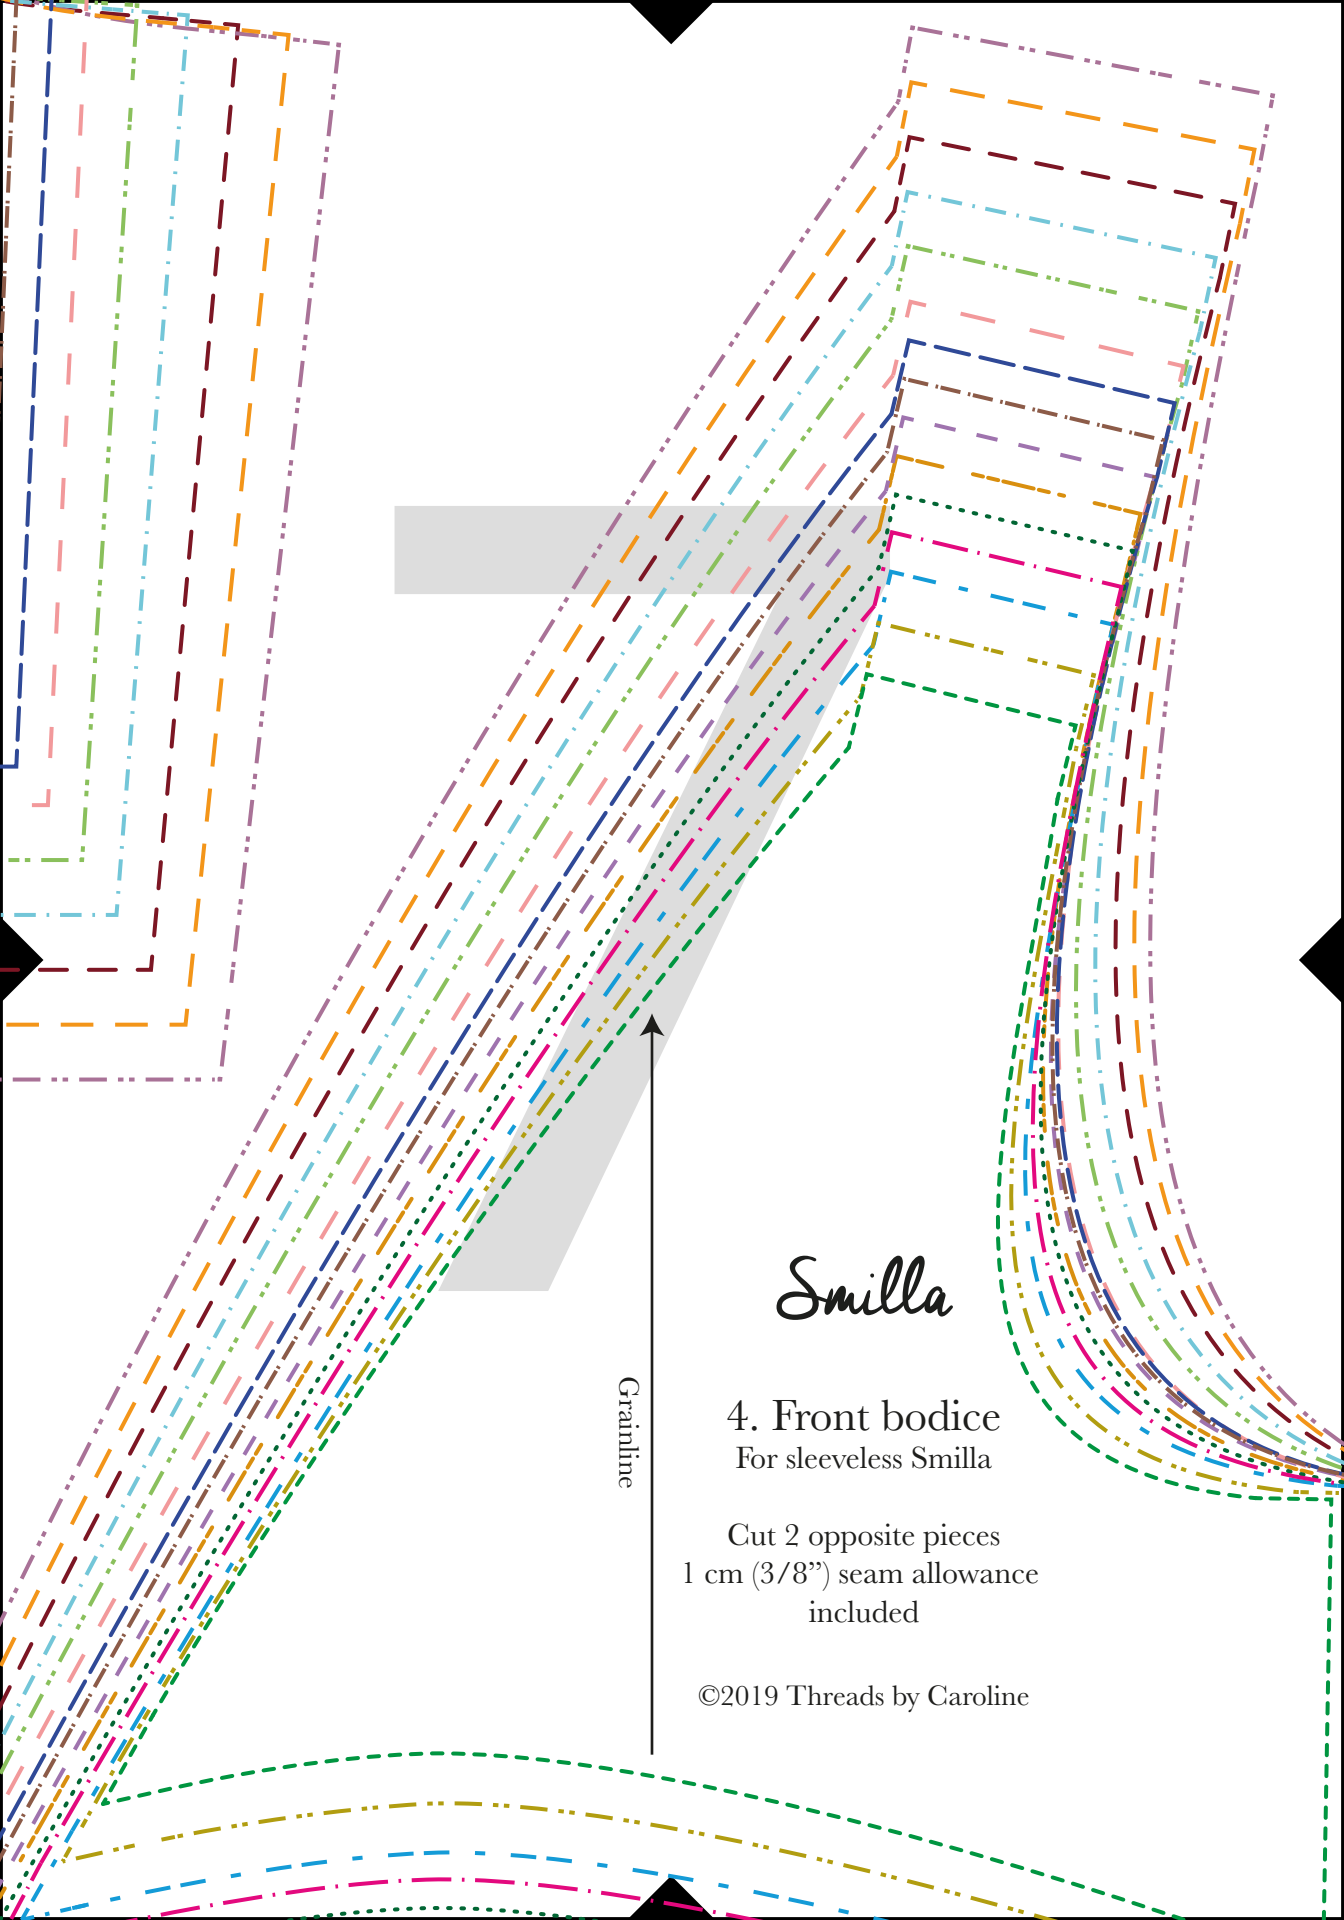 Smilla
Grainline
4. Front bodice
For sleeveless Smilla
Cut 2 opposite pieces
1 cm (3/8”) seam allowance
included
©2019 Threads by Caroline